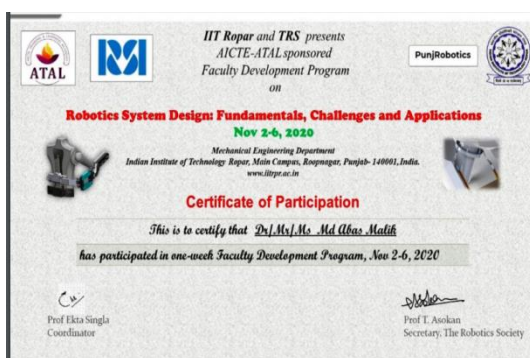 IIT Ropar and TRS presents
AICTE-ATAL sponsored
Faculty Development Program
on
ATAL
PunjRobotics
Robotics System Design: Fundamentals, Challenges and Applications
Nov 2-6, 2020
Mechanical Engineering Department
Indian Institute of Technology Ropar, Main Campus, Roopnagar, Punjab- 140001, India.
www.iitrpr.ac.in
Certificate of Participation
This is to certify that Dr/Mr/Ms Md Abas Malik
has participated in one-week Faculty Development Program, Nov 2-6, 2020
Prof Ekta Singla
Coordinator
Prof T. Asokan
Secretary, The Robotics Society